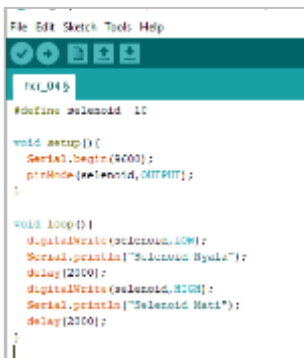 File Edit Sketch Tools Help
hcr_04 §
#define selenoid 10
void setup(){
Serial.begin(9600);
pinMode(selenoid,OUTPUT);
}
void loop(){
digitalWrite(selenoid,LOW);
Serial.println("Selenoid Nyala");
delay(2000);
digitalWrite(selenoid,HIGH);
Serial.println("Selenoid Mati");
delay(2000);
}